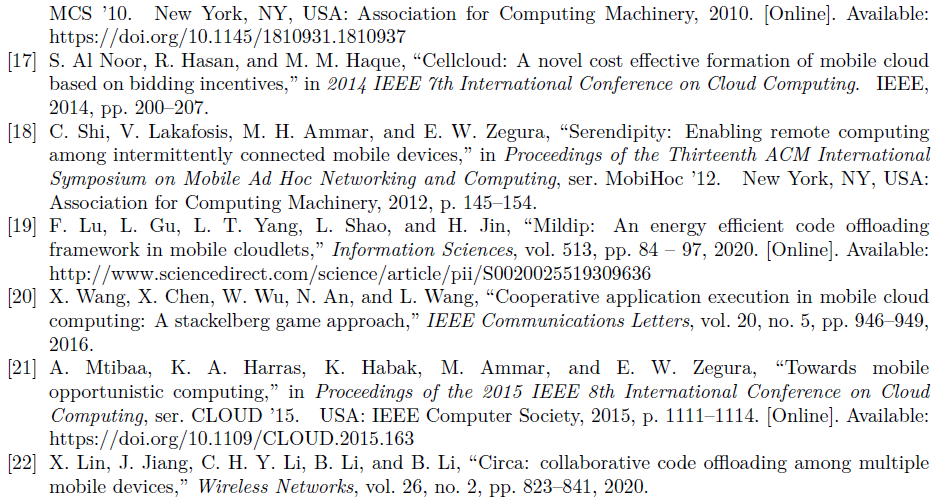 MCS ’10. New York, NY, USA: Association for Computing Machinery, 2010. [Online]. Available:
https://doi.org/10.1145/1810931.1810937
[17] S. Al Noor, R. Hasan, and M. M. Haque, “Cellcloud: A novel cost effective formation of mobile cloud
based on bidding incentives,” in 2014 IEEE 7th International Conference on Cloud Computing. IEEE,
2014, pp. 200–207.
[18] C. Shi, V. Lakafosis, M. H. Ammar, and E. W. Zegura, “Serendipity: Enabling remote computing
among intermittently connected mobile devices,” in Proceedings of the Thirteenth ACM International
Symposium on Mobile Ad Hoc Networking and Computing, ser. MobiHoc ’12. New York, NY, USA:
Association for Computing Machinery, 2012, p. 145–154.
[19] F. Lu, L. Gu, L. T. Yang, L. Shao, and H. Jin, “Mildip: An energy efficient code offloading
framework in mobile cloudlets,” Information Sciences, vol. 513, pp. 84 – 97, 2020. [Online]. Available:
http://www.sciencedirect.com/science/article/pii/S0020025519309636
[20] X. Wang, X. Chen, W. Wu, N. An, and L. Wang, “Cooperative application execution in mobile cloud
computing: A stackelberg game approach,” IEEE Communications Letters, vol. 20, no. 5, pp. 946–949,
2016.
[21] A. Mtibaa, K. A. Harras, K. Habak, M. Ammar, and E. W. Zegura, “Towards mobile
opportunistic computing,” in Proceedings of the 2015 IEEE 8th International Conference on Cloud
Computing, ser. CLOUD ’15. USA: IEEE Computer Society, 2015, p. 1111–1114. [Online]. Available:
https://doi.org/10.1109/CLOUD.2015.163
[22] X. Lin, J. Jiang, C. H. Y. Li, B. Li, and B. Li, “Circa: collaborative code offloading among multiple
mobile devices,” Wireless Networks, vol. 26, no. 2, pp. 823–841, 2020.